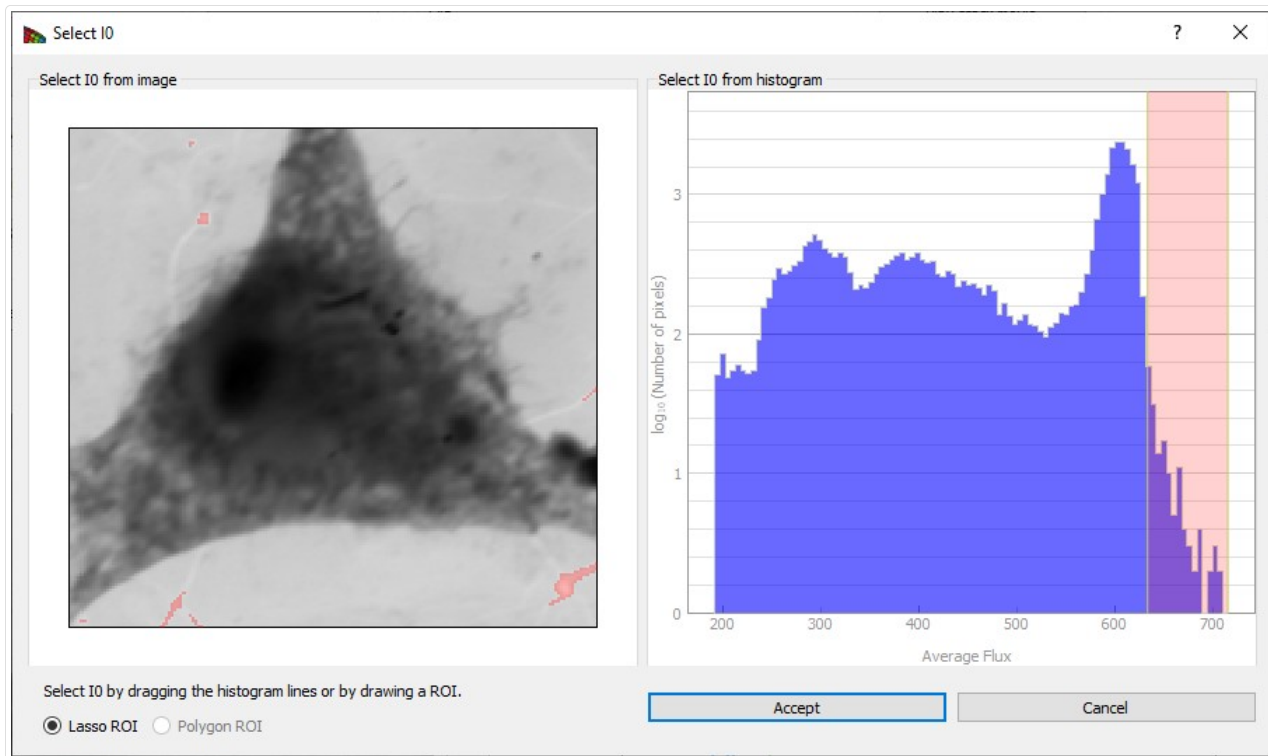 Select I0
?
Select I0 from image
Select I0 from histogram
3
2
1
0
log₁₀ (Number of pixels)
200 300 400 500 600 700
Average Flux
Select I0 by dragging the histogram lines or by drawing a ROI.
Lasso ROI Polygon ROI
Accept
Cancel